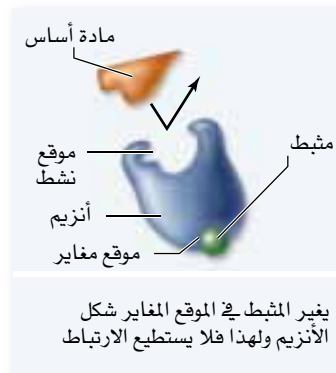 مادة أساس
مثبط
موقع
نشط
أنزيم
موقع مغاير
يغير المثبط في الموقع المغاير شكل
الأنزيم ولهذا فلا يستطيع الارتباط